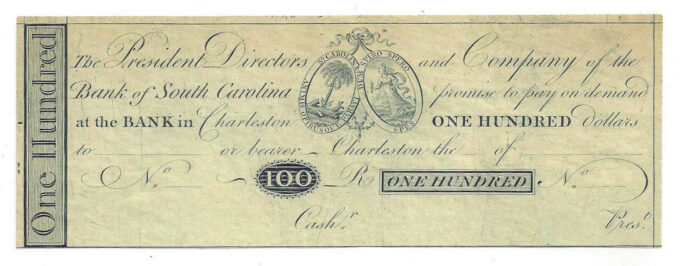 One Hundred
The President Directors and Company of the
Bank of South Carolina promise to pay on demand
at the BANK in Charleston ONE HUNDRED dollars
to or bearer Charleston the of
No 100 R ONE HUNDRED No
Cashr Prest
SPERO
SPES